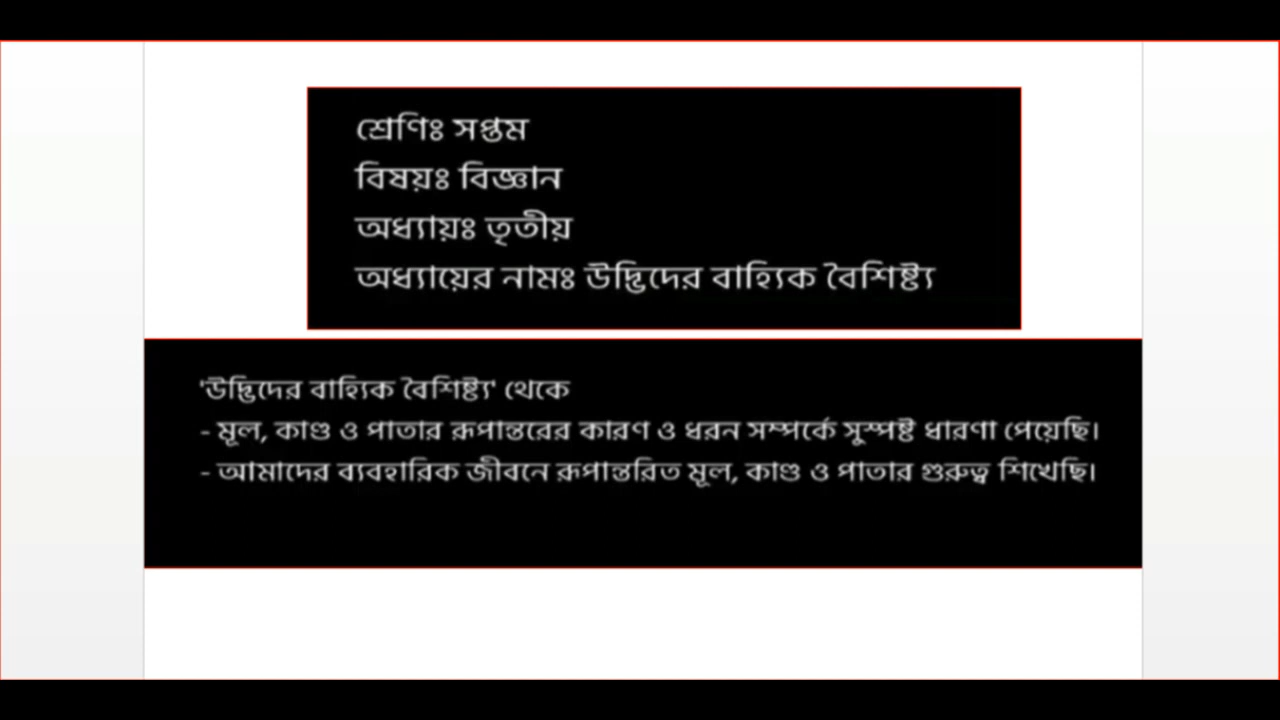 শ্রেণিঃ সপ্তম
বিষয়ঃ বিজ্ঞান
অধ্যায়ঃ তৃতীয়
অধ্যায়ের নামঃ উদ্ভিদের বাহ্যিক বৈশিষ্ট্য
'উদ্ভিদের বাহ্যিক বৈশিষ্ট্য' থেকে
- মূল, কাণ্ড ও পাতার রূপান্তরের কারণ ও ধরন সম্পর্কে সুস্পষ্ট ধারণা পেয়েছি।
- আমাদের ব্যবহারিক জীবনে রূপান্তরিত মূল, কাণ্ড ও পাতার গুরুত্ব শিখেছি।